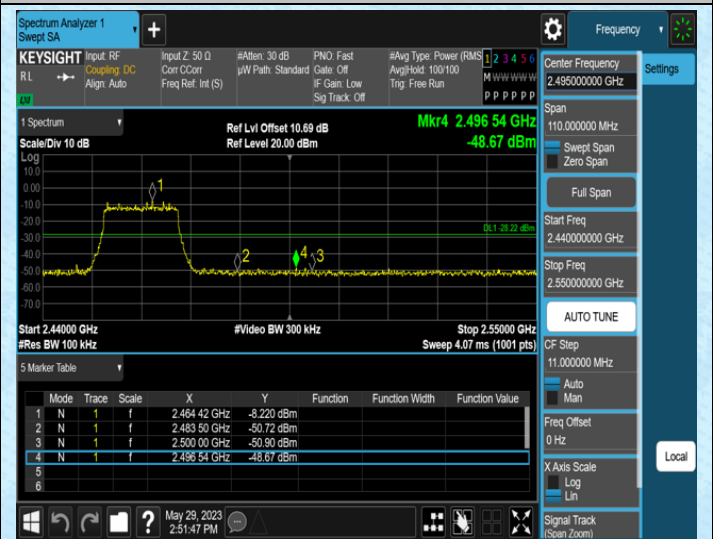 Spectrum Analyzer 1
Swept SA
+
Frequency
KEYSIGHT
RL
LXI
Input: RF
Coupling: DC
Align: Auto
Input Z: 50 Ω
Corr CCorr
Freq Ref: Int (S)
#Atten: 30 dB
µW Path: Standard
PNO: Fast
Gate: Off
IF Gain: Low
Sig Track: Off
#Avg Type: Power (RMS
Avg|Hold: 100/100
Trig: Free Run
1 2 3 4 5 6
M W W W W W
P P P P P P
1 Spectrum
Scale/Div 10 dB
Ref Lvl Offset 10.69 dB
Ref Level 20.00 dBm
Mkr4 2.496 54 GHz
-48.67 dBm
Log
10.0
0.00
-10.0
-20.0
-30.0
-40.0
-50.0
-60.0
-70.0
1
2
4
3
DL1 -28.22 dBm
Start 2.44000 GHz
#Res BW 100 kHz
#Video BW 300 kHz
Stop 2.55000 GHz
Sweep 4.07 ms (1001 pts)
5 Marker Table
Mode Trace Scale X Y Function Function Width Function Value
1 N 1 f 2.464 42 GHz -8.220 dBm
2 N 1 f 2.483 50 GHz -50.72 dBm
3 N 1 f 2.500 00 GHz -50.90 dBm
4 N 1 f 2.496 54 GHz -48.67 dBm
5
6
?
May 29, 2023
2:51:47 PM
Center Frequency
2.495000000 GHz
Span
110.000000 MHz
Swept Span
Zero Span
Full Span
Start Freq
2.440000000 GHz
Stop Freq
2.550000000 GHz
AUTO TUNE
CF Step
11.000000 MHz
Auto
Man
Freq Offset
0 Hz
X Axis Scale
Log
Lin
Signal Track
(Span Zoom)
Settings
Local